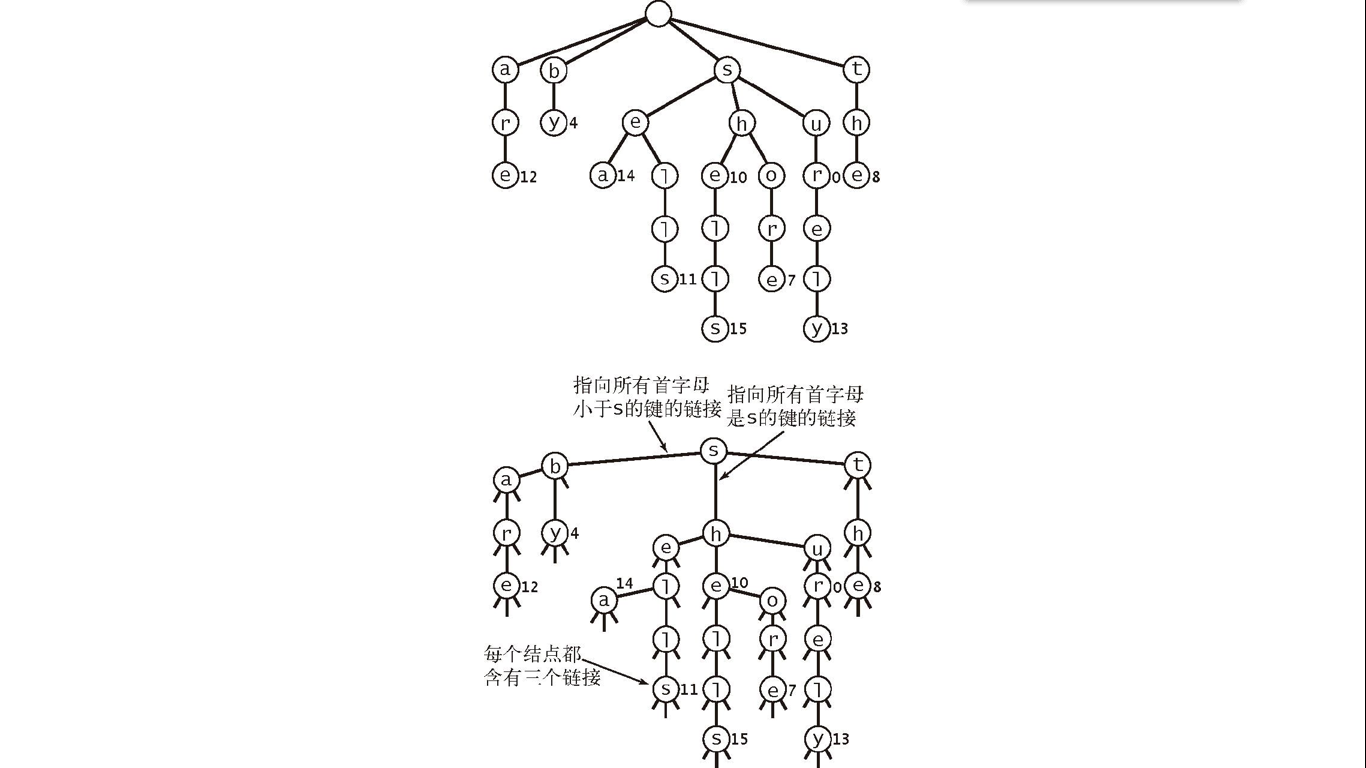 a b s t
r y 4 e h u h
e 12 a 14 l e 10 o r 0 e 8
l l r e
s 11 l e 7 l
s 15 y 13
指向所有首字母
小于s的键的链接
指向所有首字母
是s的键的链接
s
b t
a
r y 4 h h
e u
e 12 14 l e 10 r 0 e 8
a o
l l r e
每个结点都
含有三个链接
s 11 l e 7 l
s 15 y 13